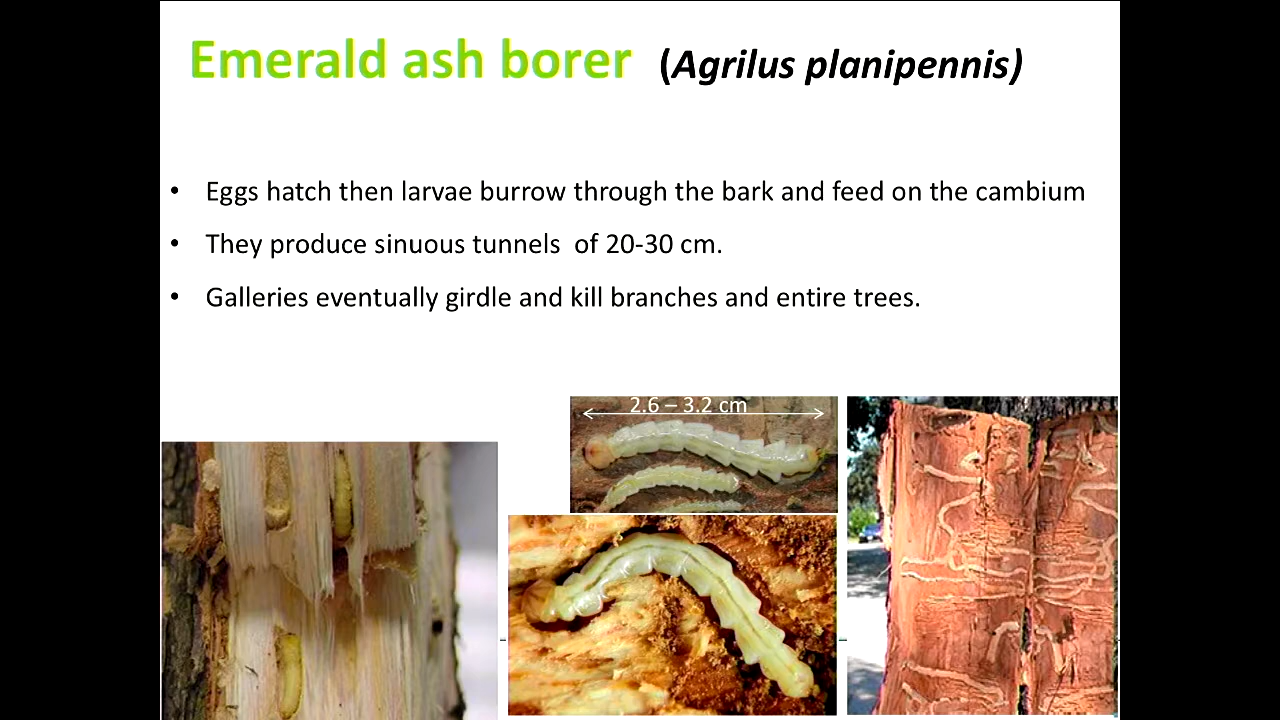 Emerald ash borer (Agrilus planipennis)
• Eggs hatch then larvae burrow through the bark and feed on the cambium
• They produce sinuous tunnels of 20-30 cm.
• Galleries eventually girdle and kill branches and entire trees.
2.6 – 3.2 cm